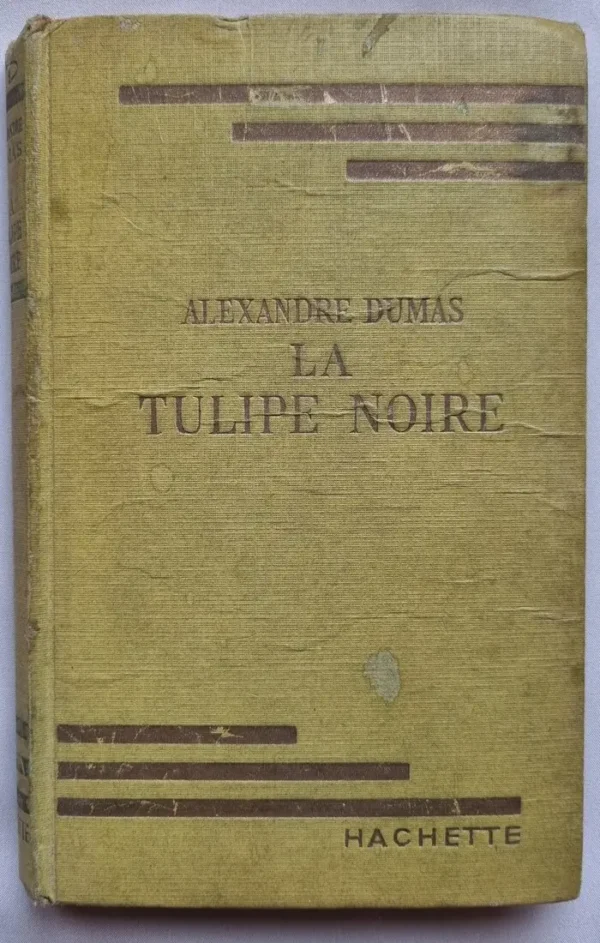 ALEXANDRE DUMAS
LA
TULIPE NOIRE
HACHETTE